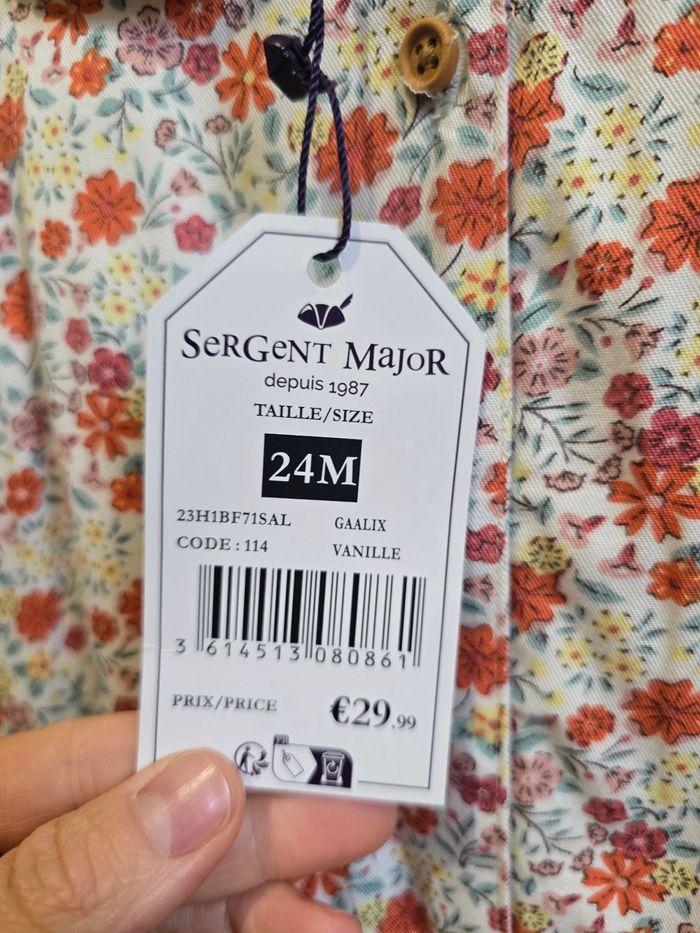 SeRGeNT MaJoR
depuis 1987
TAILLE/SIZE
24M
23H1BF71SAL GAALIX
CODE : 114 VANILLE
3 614513 080861
PRIX/PRICE €29.99
FR